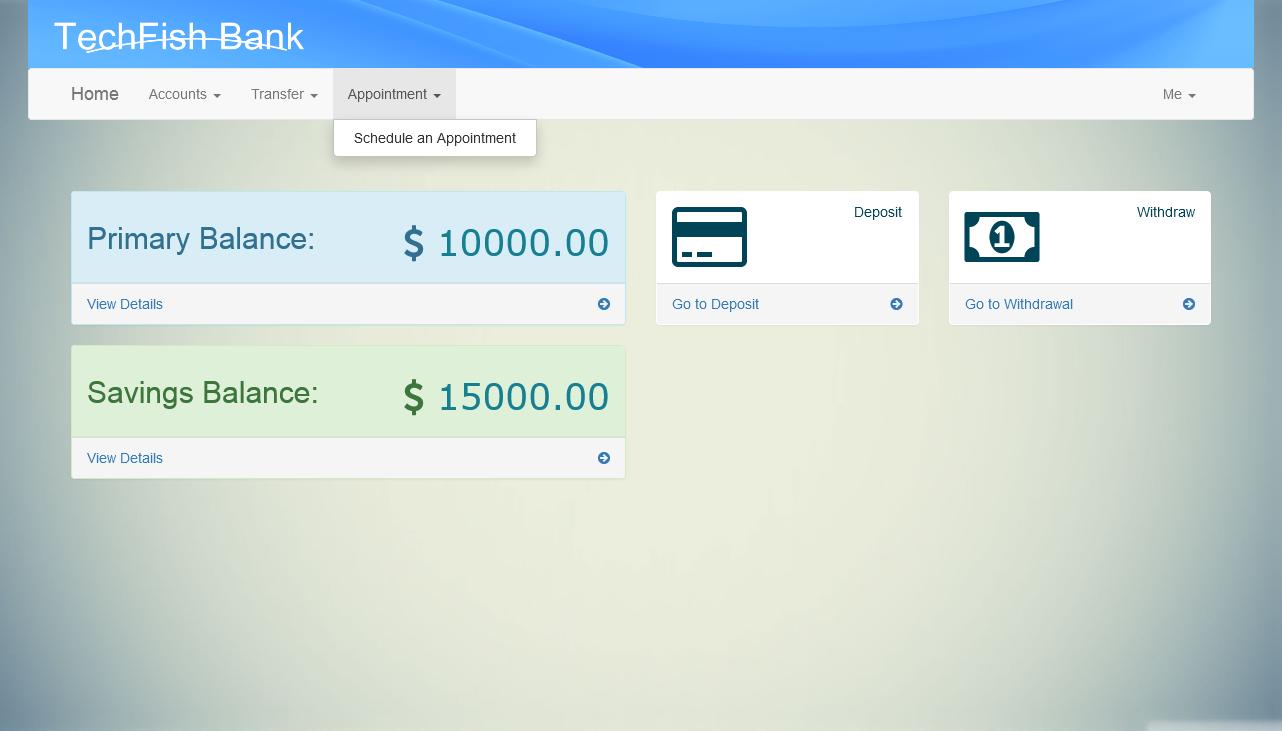 TechFish Bank
Home Accounts Transfer Appointment Me
Schedule an Appointment
Primary Balance: $ 10000.00
View Details
Deposit
Go to Deposit
1
Withdraw
Go to Withdrawal
Savings Balance: $ 15000.00
View Details